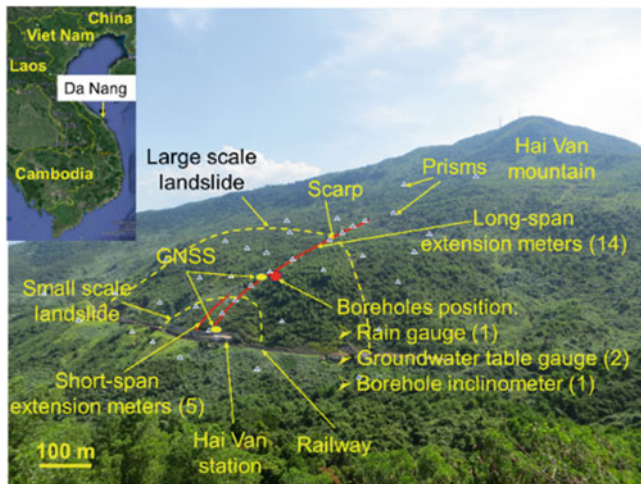 China
Viet Nam
Laos
Da Nang
Cambodia
Large scale
landslide
Scarp
Prisms
Hai Van
mountain
Long-span
extension meters (14)
GNSS
Small scale
landslide
Boreholes position:
➢ Rain gauge (1)
➢ Groundwater table gauge (2)
➢ Borehole inclinometer (1)
Short-span
extension meters (5)
Hai Van
station
Railway
100 m